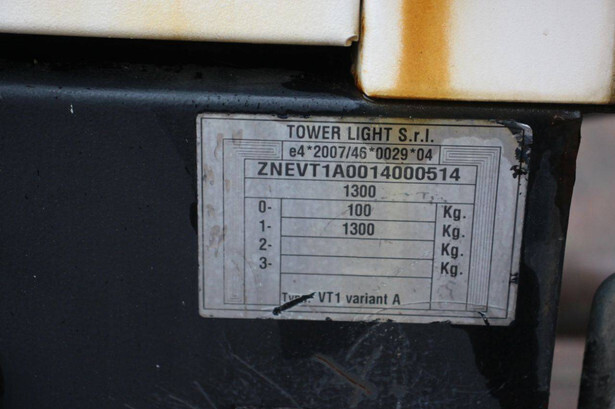 TOWER LIGHT S.r.l.
e4*2007/46*0029*04
ZNEVT1A0014000514
1300
0- 100 Kg.
1- 1300 Kg.
2- Kg.
3- Kg.
Type: VT1 variant A